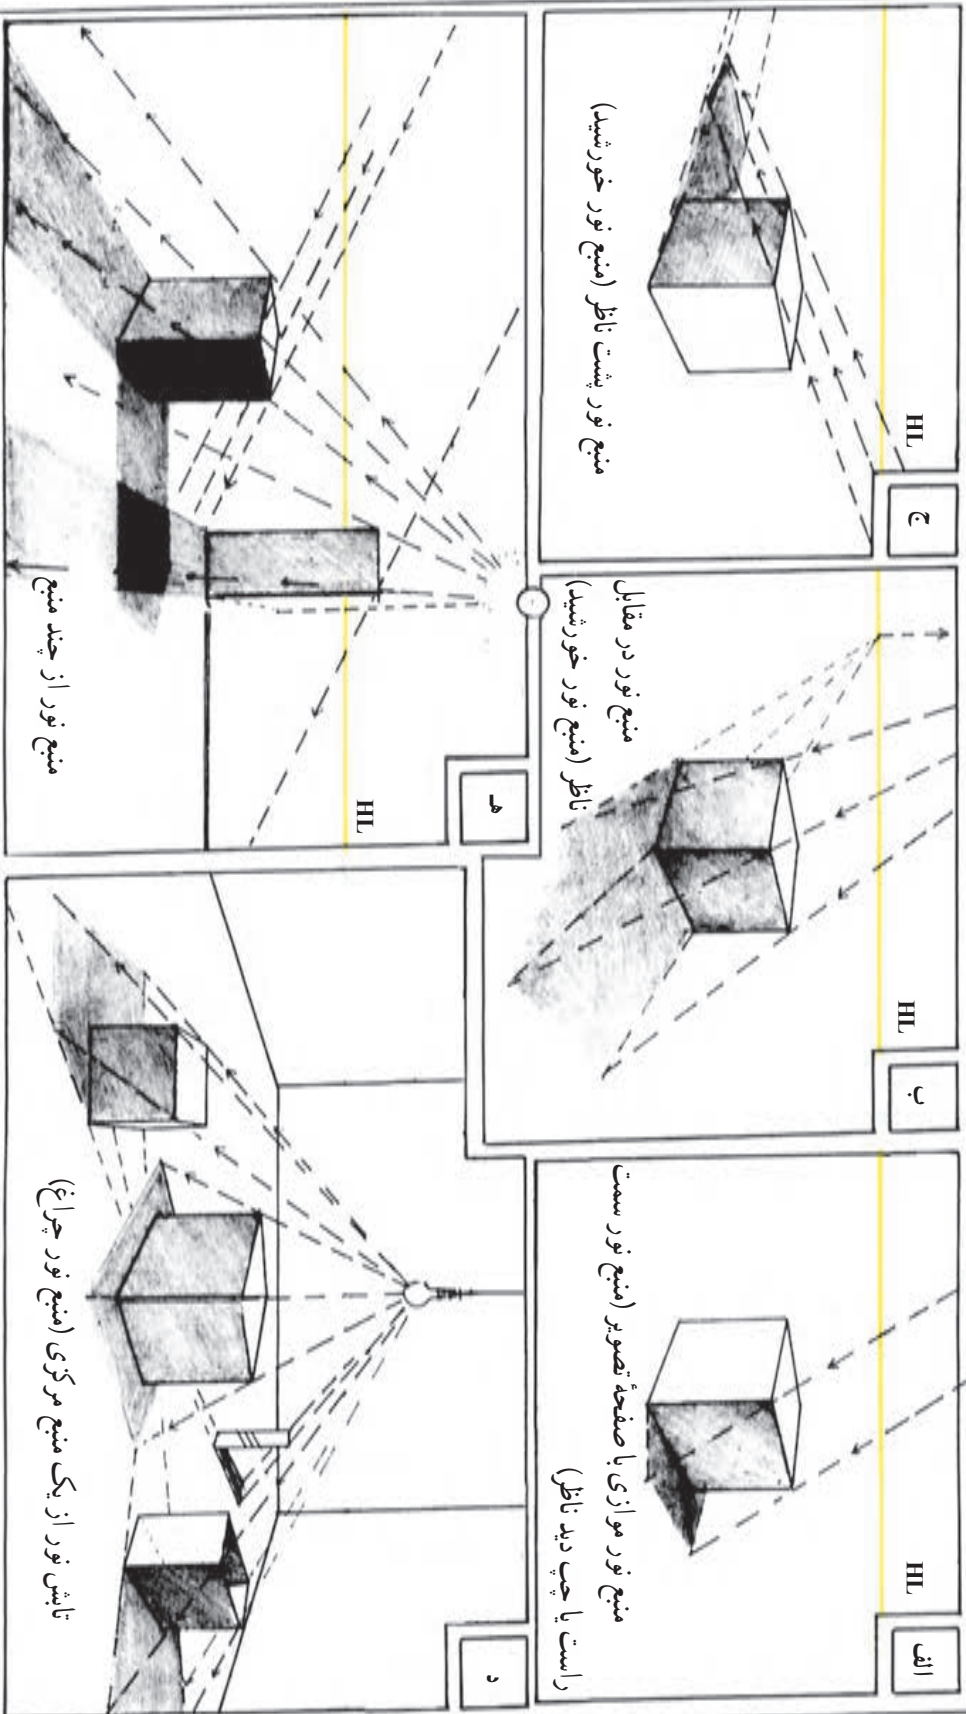 الف
HL
منبع نور موازی با صفحهٔ تصویر (منبع نور سمت
راست یا چپ دید ناظر)
ب
HL
منبع نور در مقابل
ناظر (منبع نور خورشید)
ج
HL
منبع نور پشت ناظر (منبع نور خورشید)
د
تابش نور از یک منبع مرکزی (منبع نور چراغ)
هـ
HL
منبع نور از چند منبع